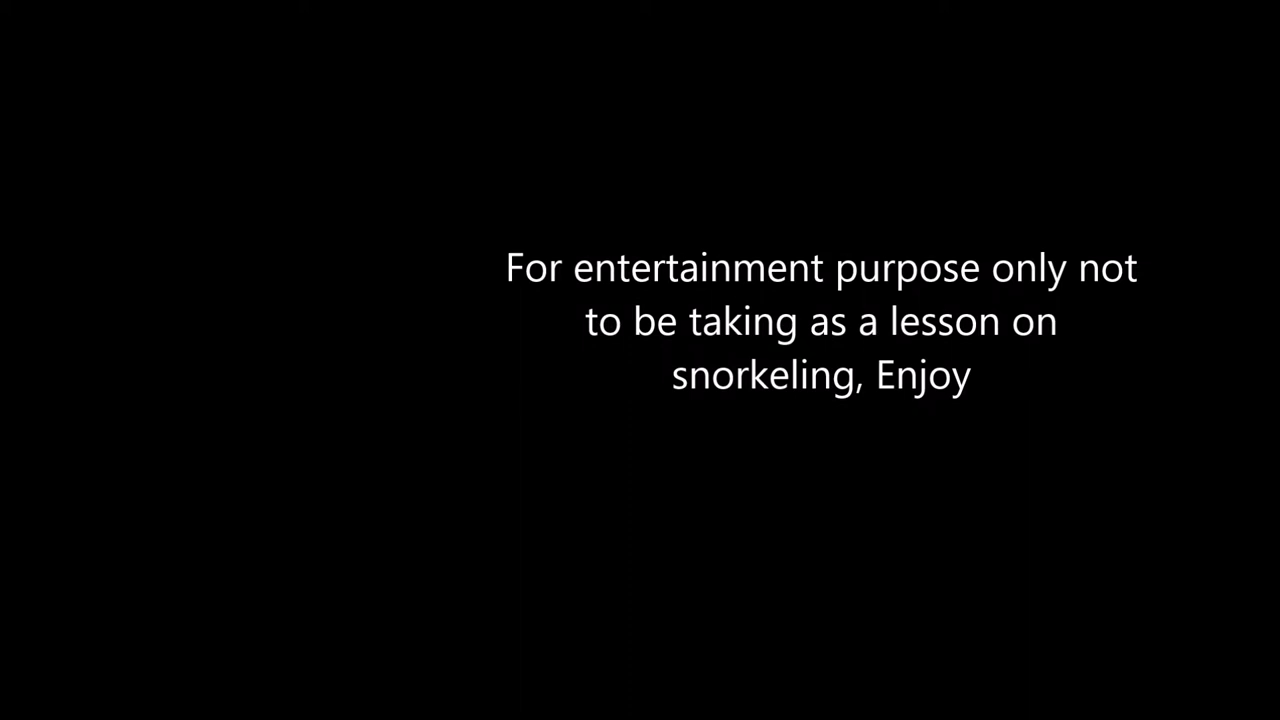 For entertainment purpose only not
to be taking as a lesson on
snorkeling, Enjoy